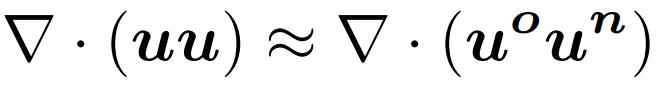 ∇ · (𝒖𝒖) ≈ ∇ · (𝒖ᵒ𝒖ⁿ)